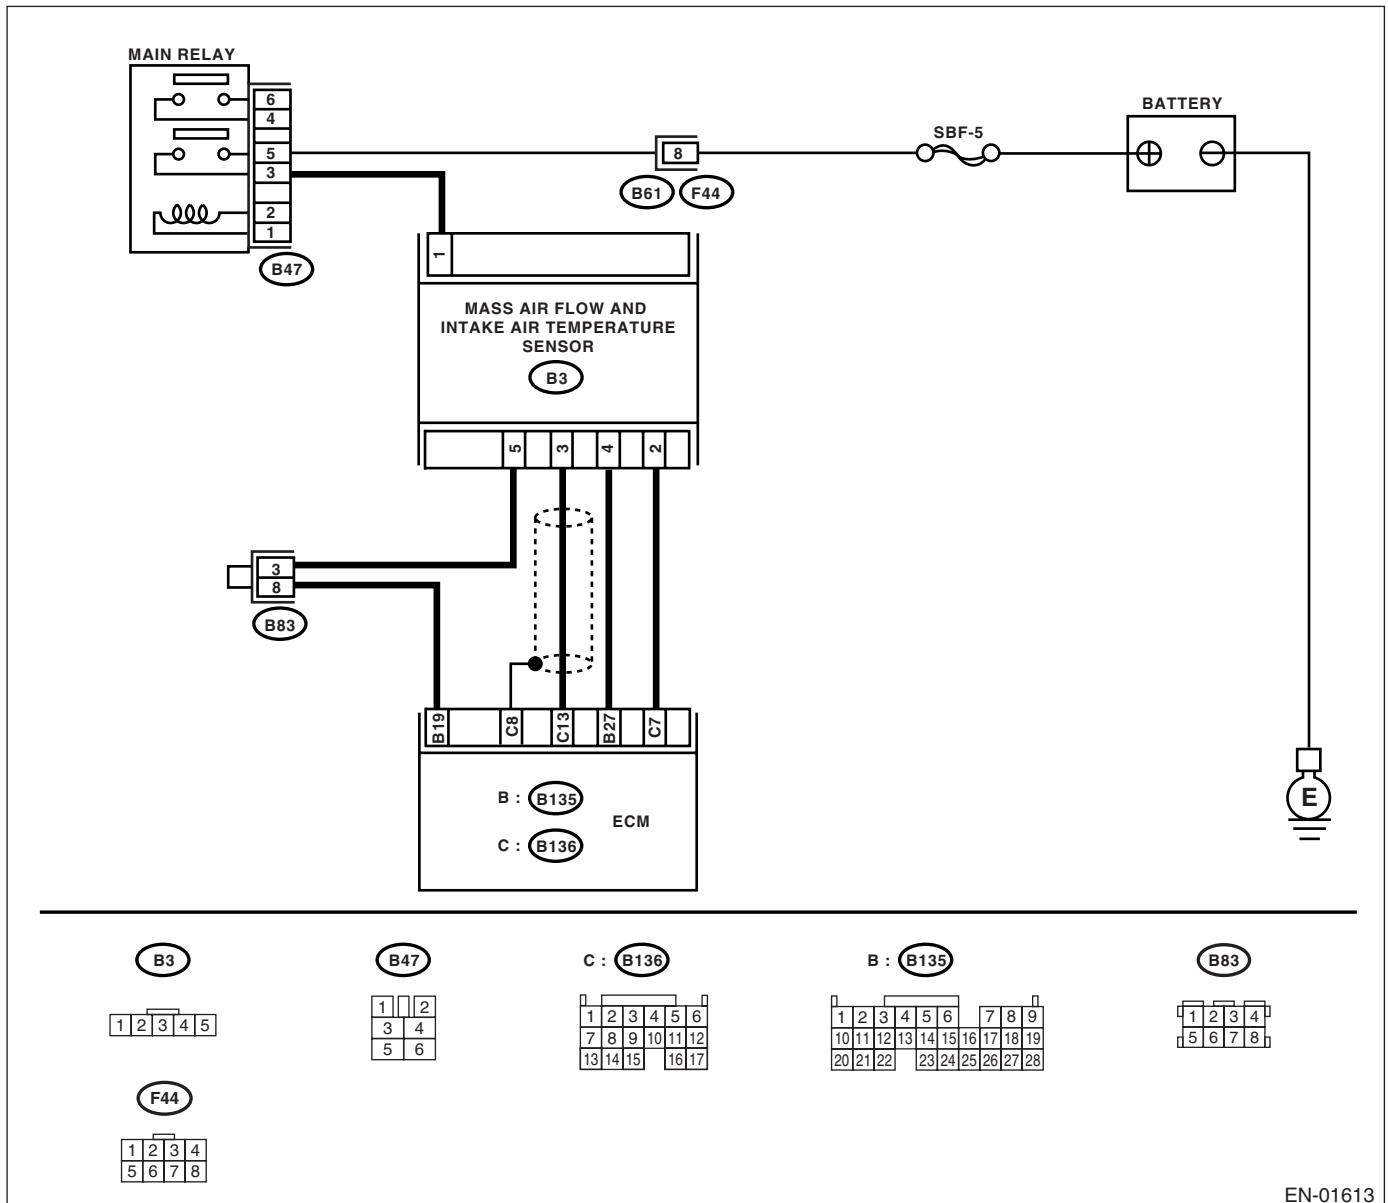 MAIN RELAY
6
4
5
3
2
1
B47
8
B61 F44
SBF-5
BATTERY
1
MASS AIR FLOW AND
INTAKE AIR TEMPERATURE
SENSOR
B3
5 3 4 2
3
8
B83
B19 C8 C13 B27 C7
B : B135
ECM
C : B136
E
B3
1 2 3 4 5
B47
1 2
3 4
5 6
C : B136
1 2 3 4 5 6
7 8 9 10 11 12
13 14 15 16 17
B : B135
1 2 3 4 5 6 7 8 9
10 11 12 13 14 15 16 17 18 19
20 21 22 23 24 25 26 27 28
B83
1 2 3 4
5 6 7 8
F44
1 2 3 4
5 6 7 8
EN-01613